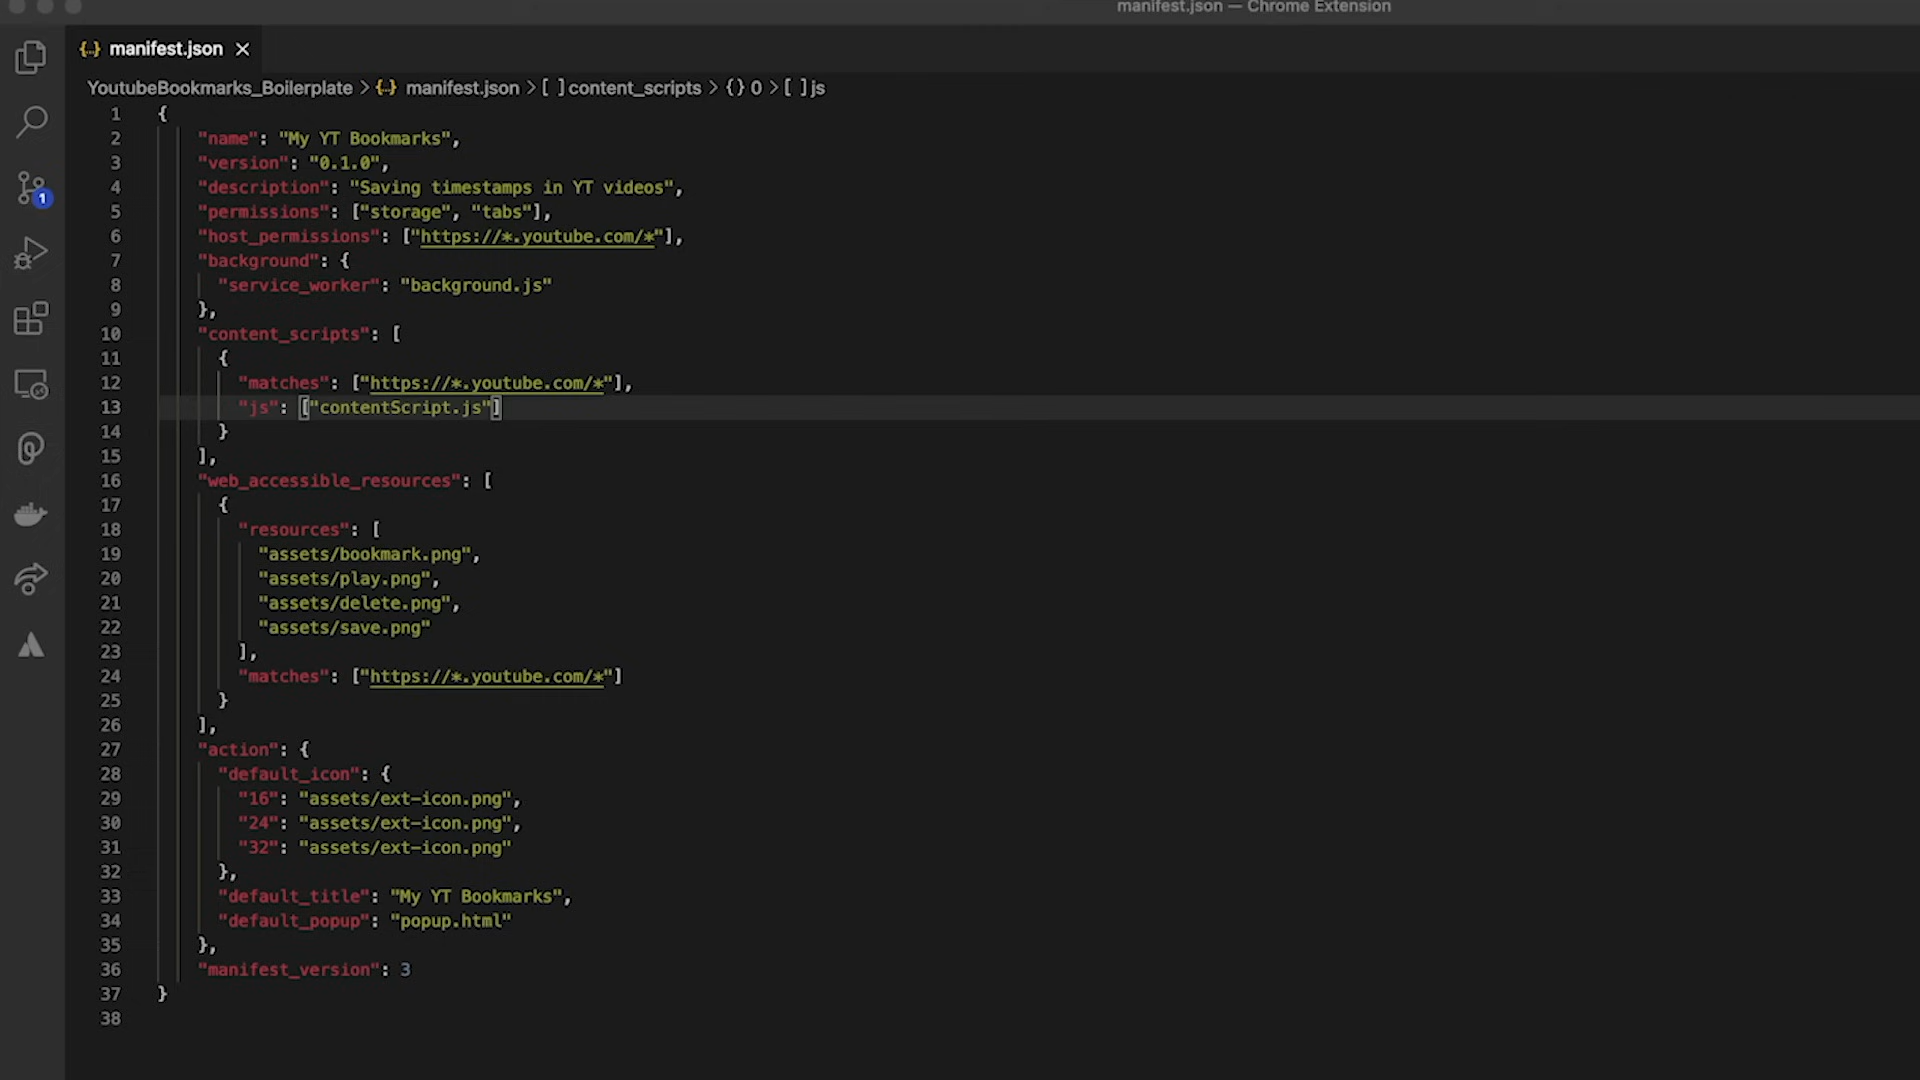 manifest.json — Chrome Extension
{..} manifest.json ×
YoutubeBookmarks_Boilerplate > {..} manifest.json > [ ] content_scripts > {} 0 > [ ] js
1 {
2 "name": "My YT Bookmarks",
3 "version": "0.1.0",
4 "description": "Saving timestamps in YT videos",
5 "permissions": ["storage", "tabs"],
6 "host_permissions": ["https://*.youtube.com/*"],
7 "background": {
8 "service_worker": "background.js"
9 },
10 "content_scripts": [
11 {
12 "matches": ["https://*.youtube.com/*"],
13 "js": ["contentScript.js"]
14 }
15 ],
16 "web_accessible_resources": [
17 {
18 "resources": [
19 "assets/bookmark.png",
20 "assets/play.png",
21 "assets/delete.png",
22 "assets/save.png"
23 ],
24 "matches": ["https://*.youtube.com/*"]
25 }
26 ],
27 "action": {
28 "default_icon": {
29 "16": "assets/ext-icon.png",
30 "24": "assets/ext-icon.png",
31 "32": "assets/ext-icon.png"
32 },
33 "default_title": "My YT Bookmarks",
34 "default_popup": "popup.html"
35 },
36 "manifest_version": 3
37 }
38
1